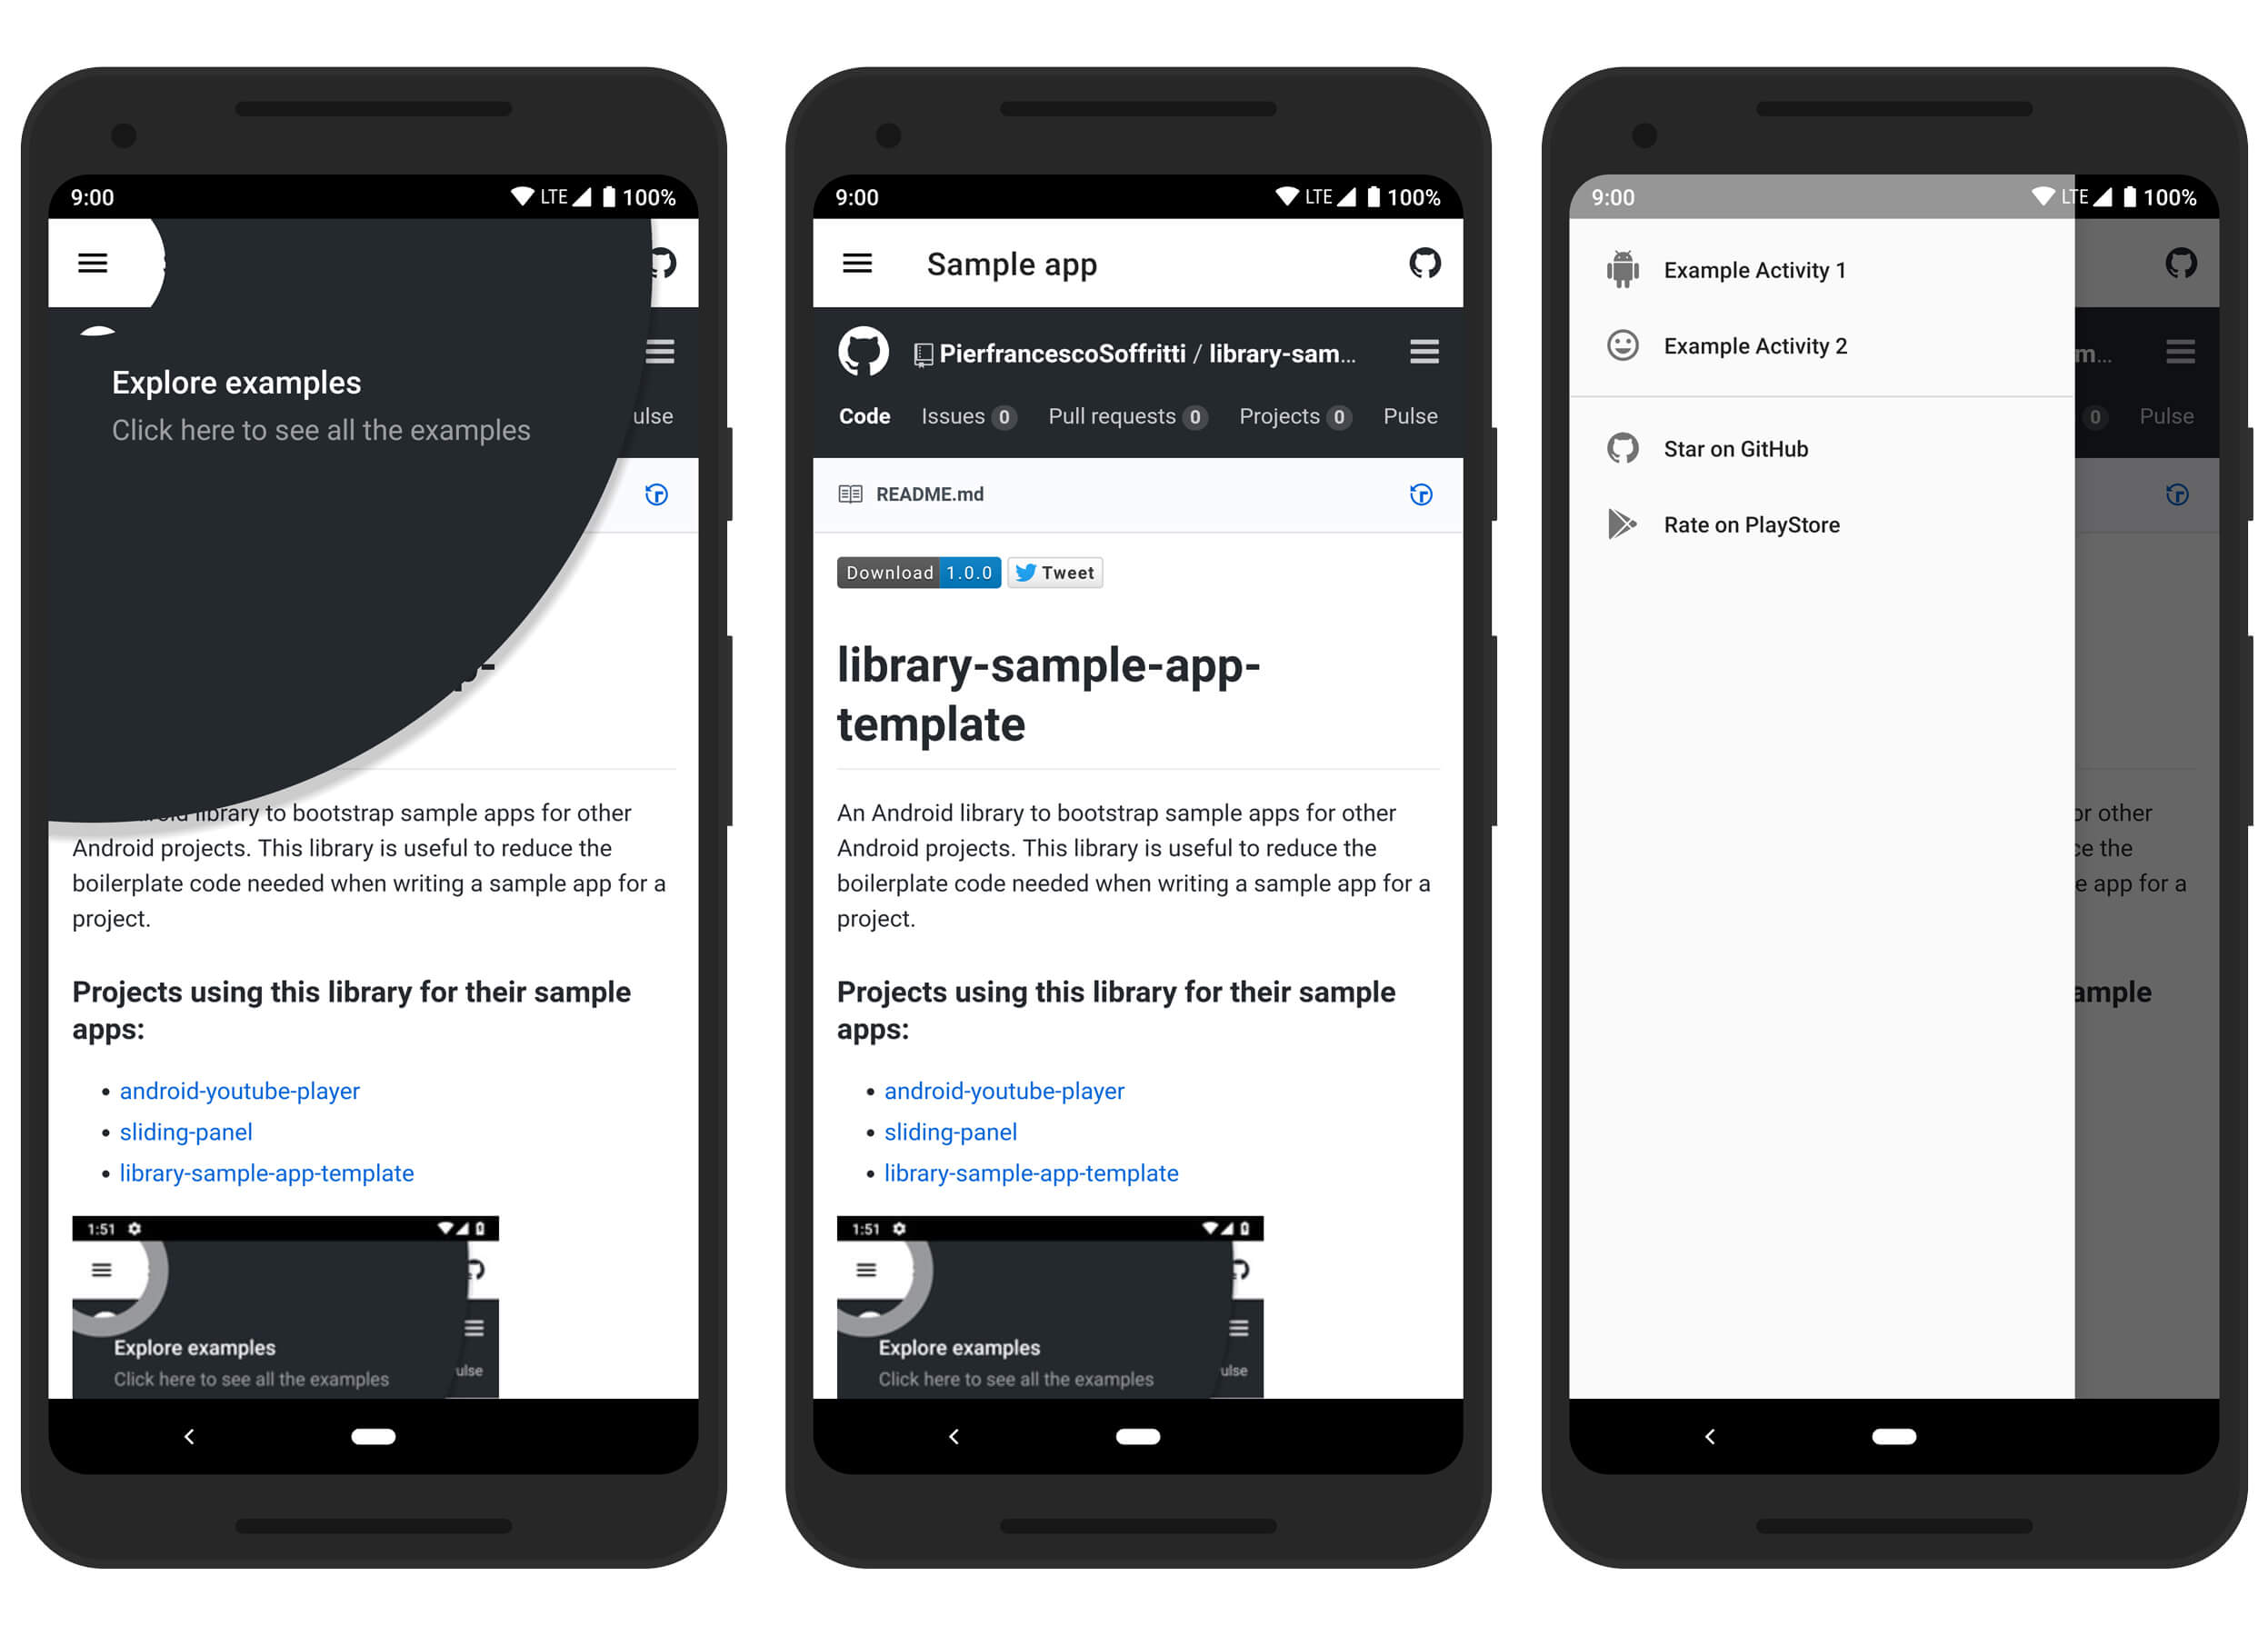 9:00 LTE 100%
Explore examples
Click here to see all the examples
ulse
p-
library to bootstrap sample apps for other
Android projects. This library is useful to reduce the
boilerplate code needed when writing a sample app for a
project.
Projects using this library for their sample
apps:
• android-youtube-player
• sliding-panel
• library-sample-app-template
1:51
Explore examples
Click here to see all the examples
ulse
9:00 LTE 100%
Sample app
PierfrancescoSoffritti / library-sam...
Code Issues 0 Pull requests 0 Projects 0 Pulse
README.md
Download 1.0.0 Tweet
library-sample-app-
template
An Android library to bootstrap sample apps for other
Android projects. This library is useful to reduce the
boilerplate code needed when writing a sample app for a
project.
Projects using this library for their sample
apps:
• android-youtube-player
• sliding-panel
• library-sample-app-template
1:51
Explore examples
Click here to see all the examples
ulse
9:00 LTE 100%
Example Activity 1
Example Activity 2
m...
0 Pulse
Star on GitHub
Rate on PlayStore
or other
ce the
e app for a
ample